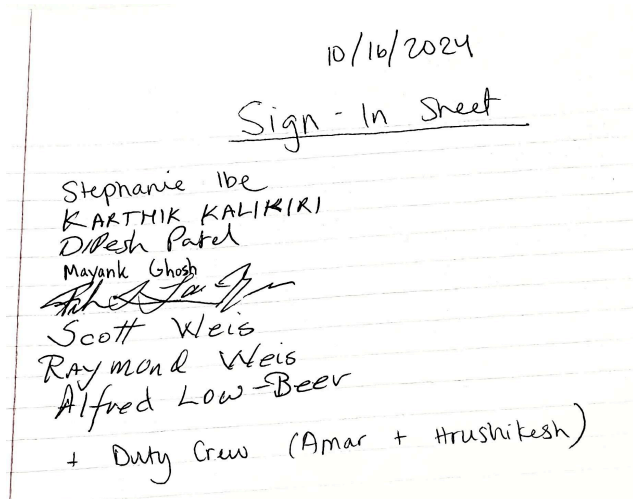 10/16/2024
Sign - In Sheet
Stephanie Ibe
KARTHIK KALIKIRI
Dipesh Patel
Mayank Ghosh
Scott Weis
Raymond Weis
Alfred Low-Beer
+ Duty Crew (Amar + Hrushikesh)